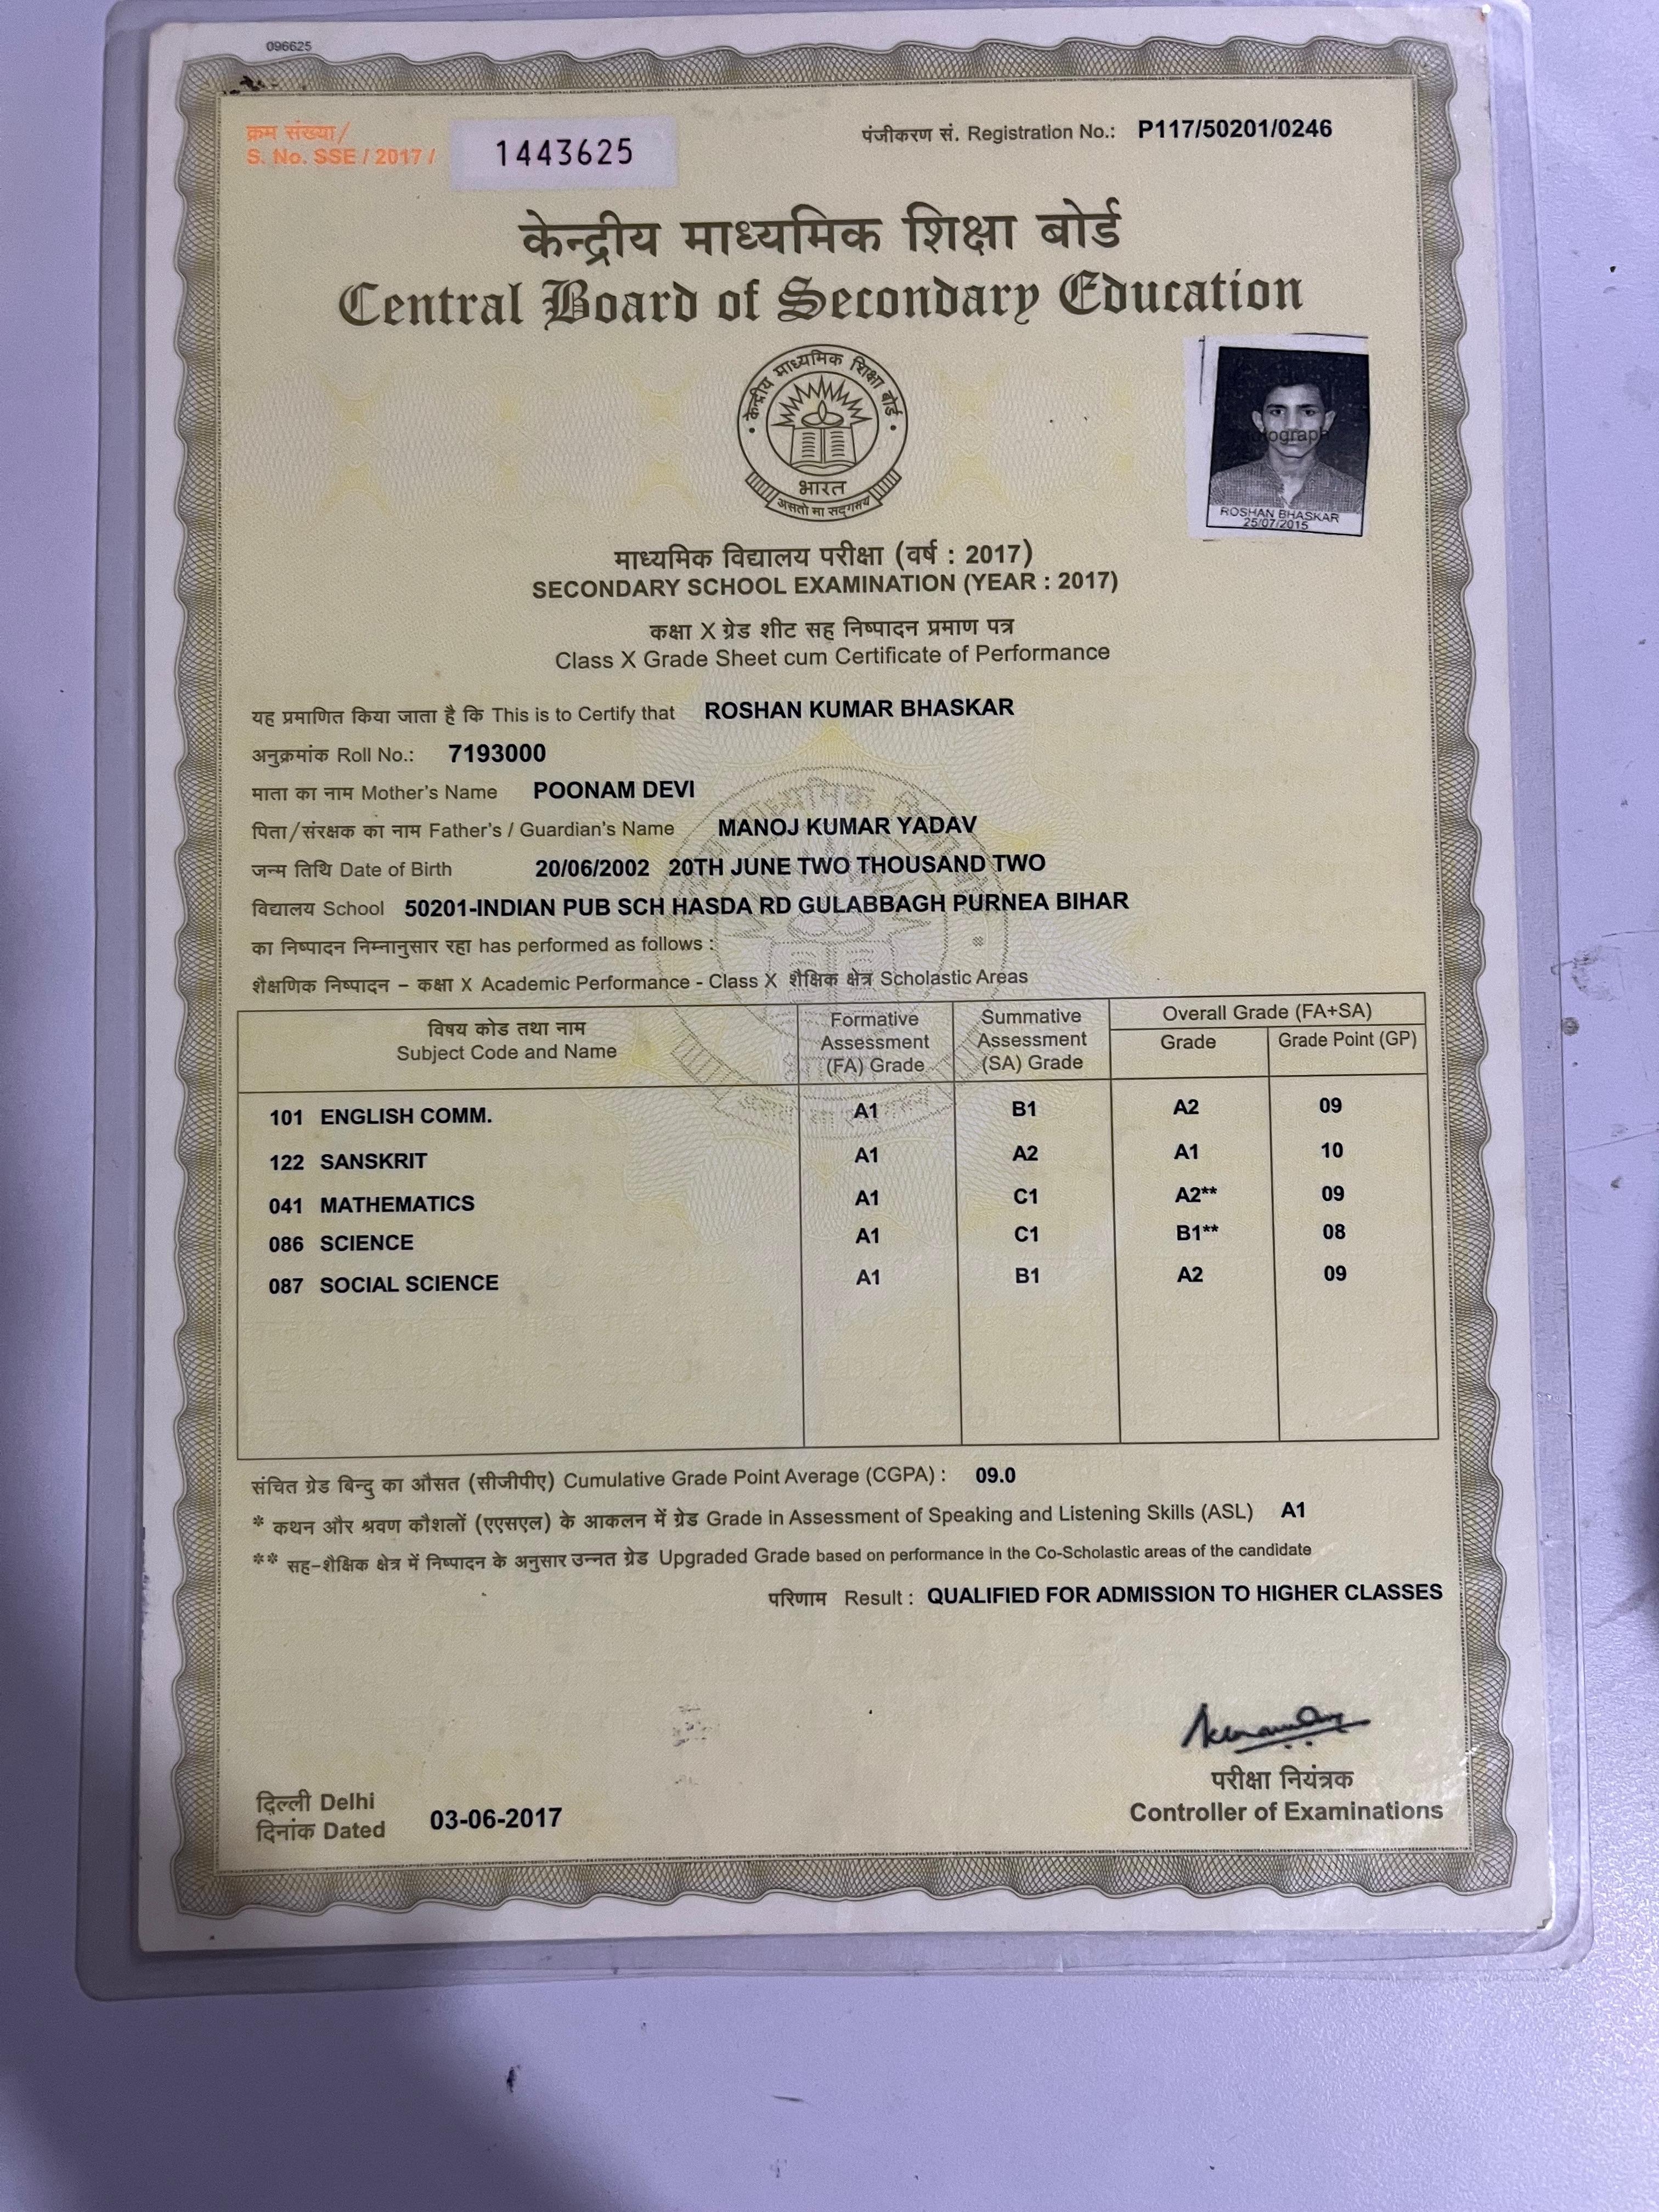 096625
क्रम संख्या/
S. No. SSE / 2017 /
1443625
पंजीकरण सं. Registration No.: P117/50201/0246
केन्द्रीय माध्यमिक शिक्षा बोर्ड
Central Board of Secondary Education
केन्द्रीय माध्यमिक शिक्षा बोर्ड
भारत
असतो मा सद्गमय
ROSHAN BHASKAR
25/07/2015
माध्यमिक विद्यालय परीक्षा (वर्ष : 2017)
SECONDARY SCHOOL EXAMINATION (YEAR : 2017)
कक्षा X ग्रेड शीट सह निष्पादन प्रमाण पत्र
Class X Grade Sheet cum Certificate of Performance
यह प्रमाणित किया जाता है कि This is to Certify that ROSHAN KUMAR BHASKAR
अनुक्रमांक Roll No.: 7193000
माता का नाम Mother's Name POONAM DEVI
पिता/संरक्षक का नाम Father's / Guardian's Name MANOJ KUMAR YADAV
जन्म तिथि Date of Birth 20/06/2002 20TH JUNE TWO THOUSAND TWO
विद्यालय School 50201-INDIAN PUB SCH HASDA RD GULABBAGH PURNEA BIHAR
का निष्पादन निम्नानुसार रहा has performed as follows :
शैक्षणिक निष्पादन – कक्षा X Academic Performance - Class X शैक्षिक क्षेत्र Scholastic Areas
विषय कोड तथा नाम
Subject Code and Name
Formative
Assessment
(FA) Grade
Summative
Assessment
(SA) Grade
Overall Grade (FA+SA)
Grade Grade Point (GP)
101 ENGLISH COMM. A1 B1 A2 09
122 SANSKRIT A1 A2 A1 10
041 MATHEMATICS A1 C1 A2** 09
086 SCIENCE A1 C1 B1** 08
087 SOCIAL SCIENCE A1 B1 A2 09
संचित ग्रेड बिन्दु का औसत (सीजीपीए) Cumulative Grade Point Average (CGPA) : 09.0
* कथन और श्रवण कौशलों (एएसएल) के आकलन में ग्रेड Grade in Assessment of Speaking and Listening Skills (ASL) A1
** सह-शैक्षिक क्षेत्र में निष्पादन के अनुसार उन्नत ग्रेड Upgraded Grade based on performance in the Co-Scholastic areas of the candidate
परिणाम Result : QUALIFIED FOR ADMISSION TO HIGHER CLASSES
परीक्षा नियंत्रक
Controller of Examinations
दिल्ली Delhi
दिनांक Dated 03-06-2017